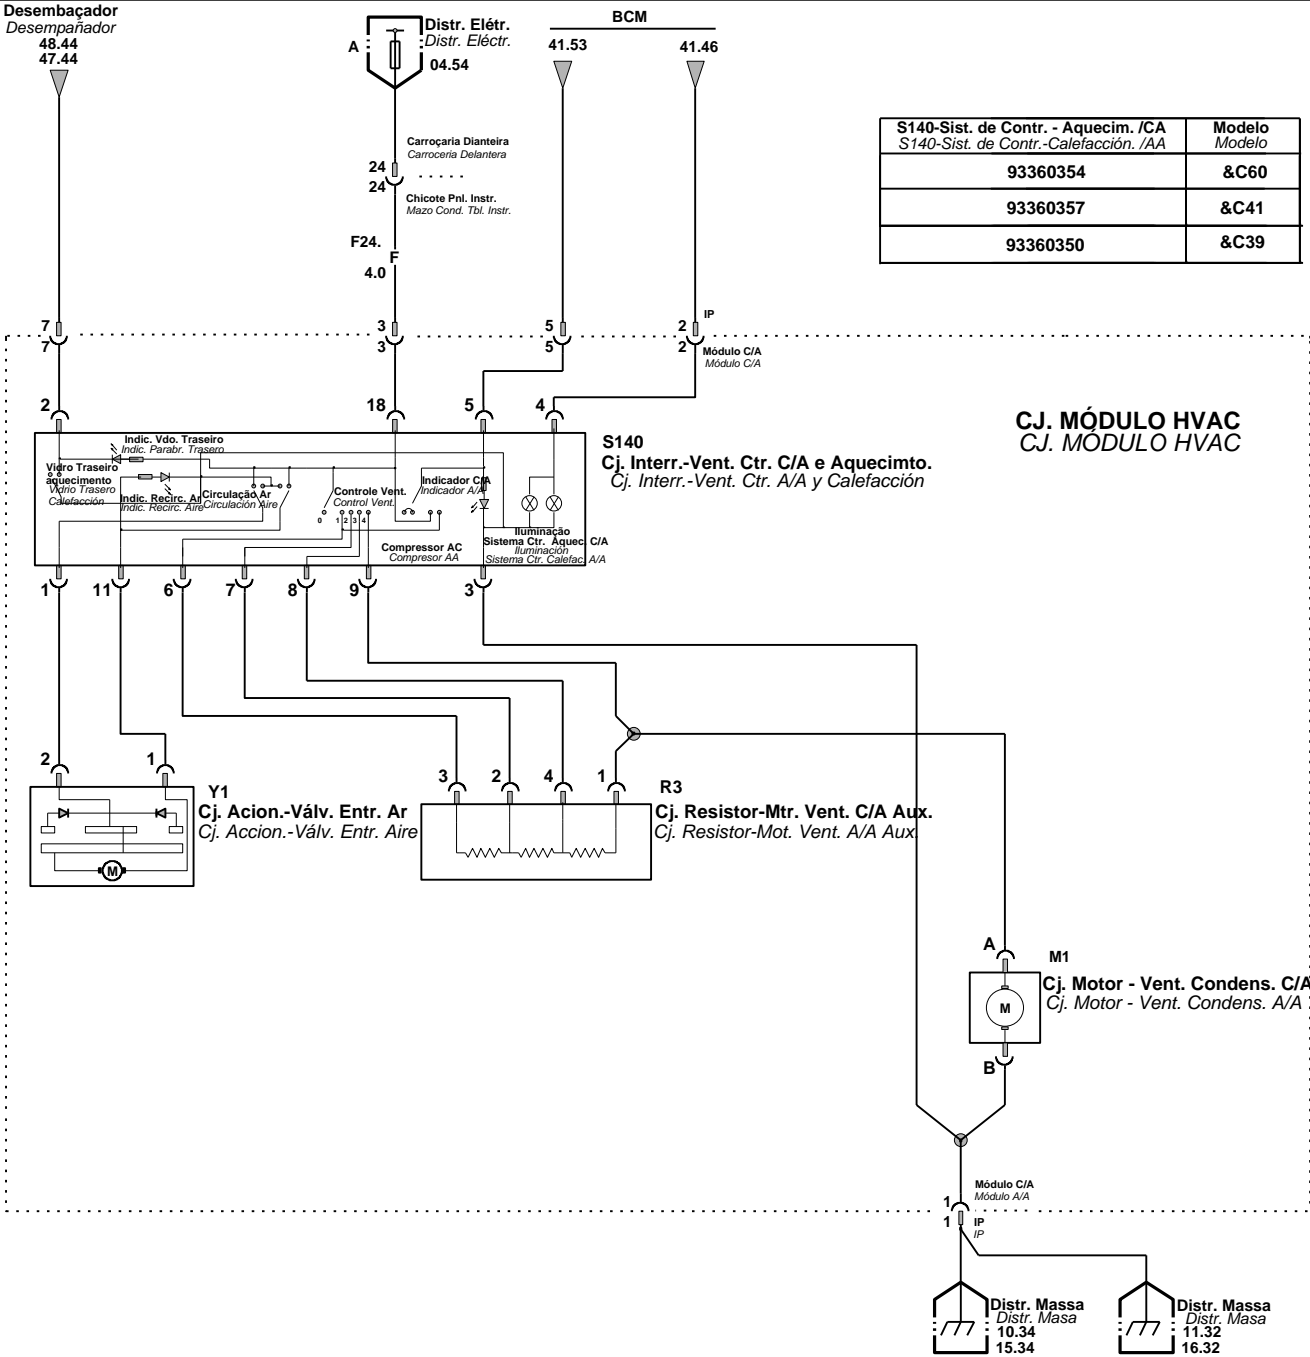 Desembaçador
Desempañador
48.44
47.44
A
Distr. Elétr.
Distr. Eléctr.
04.54
BCM
41.53
41.46
S140-Sist. de Contr. - Aquecim. /CA
S140-Sist. de Contr.-Calefacción. /AA
Modelo
Modelo
93360354
&C60
93360357
&C41
93360350
&C39
Carroçaria Dianteira
Carroceria Delantera
24
24
Chicote Pnl. Instr.
Mazo Cond. Tbl. Instr.
F24.
F
4.0
7
3
5
2
IP
7
3
5
2
Módulo C/A
Módulo C/A
2
18
5
4
CJ. MÓDULO HVAC
CJ. MÓDULO HVAC
S140
Cj. Interr.-Vent. Ctr. C/A e Aquecimto.
Cj. Interr.-Vent. Ctr. A/A y Calefacción
Indic. Vdo. Traseiro
Indic. Parabr. Trasero
Vidro Traseiro
aquecimento
Vidrio Trasero
Calefacción
Indic. Recirc. Ar
Indic. Recirc. Aire
Circulação Ar
Circulación Aire
Controle Vent.
Control Vent.
0 1 2 3 4
Indicador C/A
Indicador A/A
Compressor AC
Compresor AA
Iluminação
Sistema Ctr. Aquec. C/A
Iluminación
Sistema Ctr. Calefac. A/A
1
11
6
7
8
9
3
2
1
Y1
Cj. Acion.-Válv. Entr. Ar
Cj. Accion.-Válv. Entr. Aire
M
3
2
4
1
R3
Cj. Resistor-Mtr. Vent. C/A Aux.
Cj. Resistor-Mot. Vent. A/A Aux.
A
M1
Cj. Motor - Vent. Condens. C/A
Cj. Motor - Vent. Condens. A/A
M
B
Módulo C/A
Módulo A/A
1
1
IP
IP
Distr. Massa
Distr. Masa
10.34
15.34
Distr. Massa
Distr. Masa
11.32
16.32